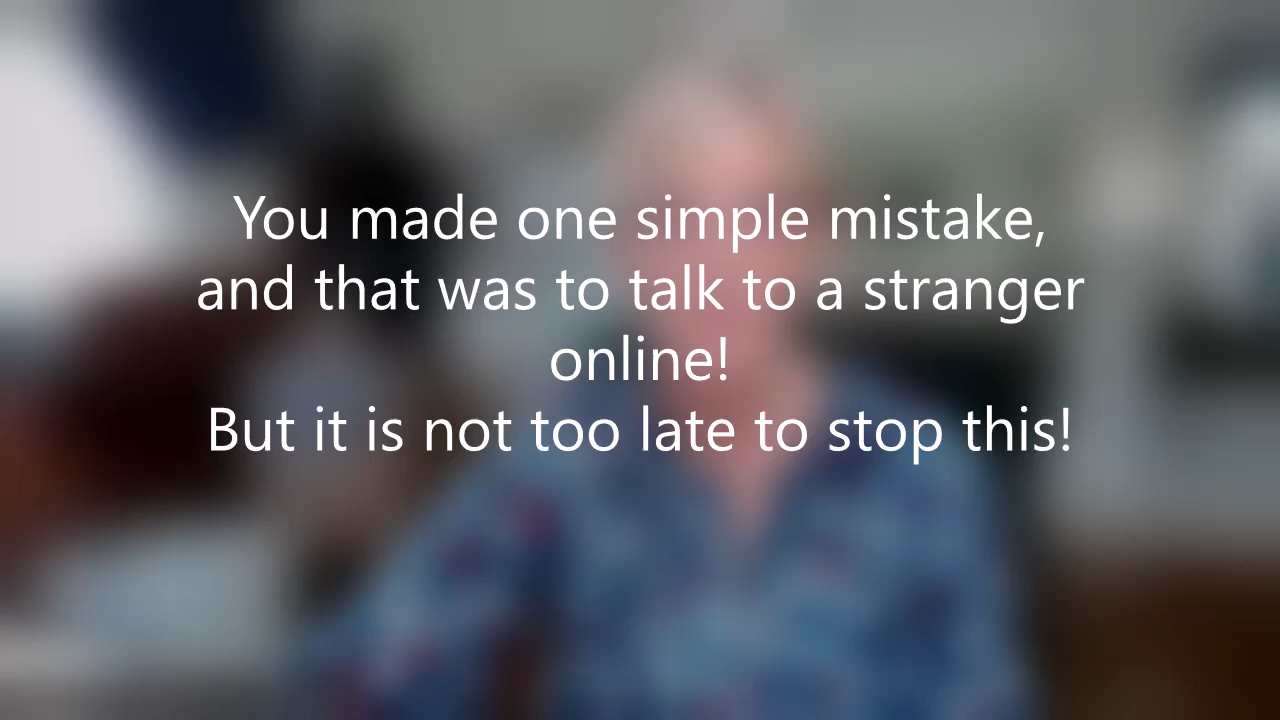 You made one simple mistake,
and that was to talk to a stranger
online!
But it is not too late to stop this!